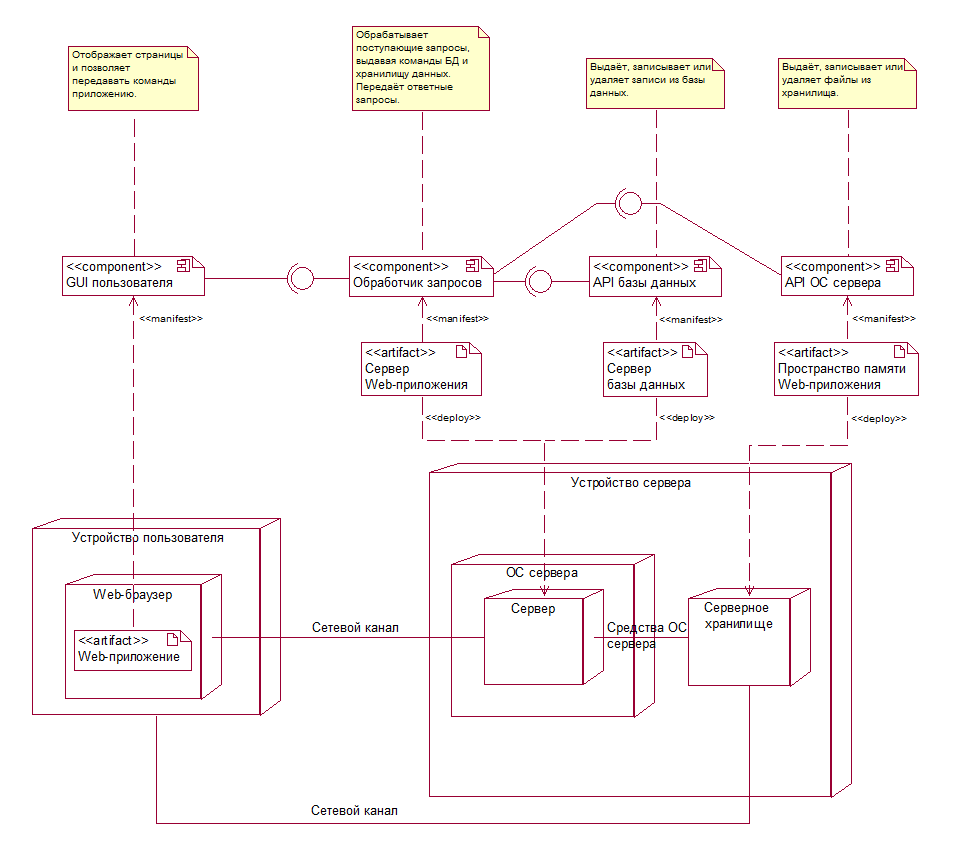 Отображает страницы
и позволяет
передавать команды
приложению.
Обрабатывает
поступающие запросы,
выдавая команды БД и
хранилищу данных.
Передаёт ответные
запросы.
Выдаёт, записывает или
удаляет записи из базы
данных.
Выдаёт, записывает или
удаляет файлы из
хранилища.
<<component>>
GUI пользователя
<<component>>
Обработчик запросов
<<component>>
API базы данных
<<component>>
API ОС сервера
<<manifest>>
<<manifest>>
<<manifest>>
<<manifest>>
<<artifact>>
Сервер
Web-приложения
<<artifact>>
Сервер
базы данных
<<artifact>>
Пространство памяти
Web-приложения
<<deploy>>
<<deploy>>
<<deploy>>
Устройство сервера
Устройство пользователя
ОС сервера
Web-браузер
Сервер
Серверное
хранилище
<<artifact>>
Web-приложение
Сетевой канал
Средства ОС
сервера
Сетевой канал